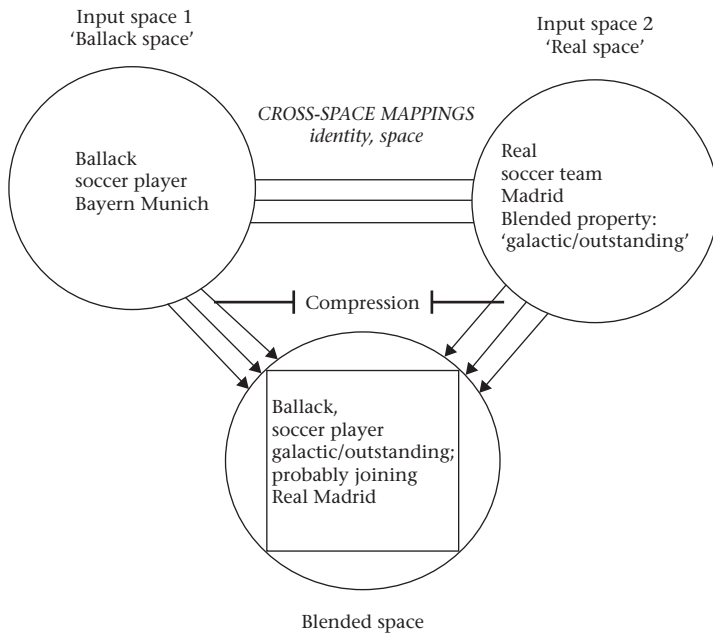 Input space 1
'Ballack space'
Input space 2
'Real space'
CROSS-SPACE MAPPINGS
identity, space
Ballack
soccer player
Bayern Munich
Real
soccer team
Madrid
Blended property:
'galactic/outstanding'
Compression
Ballack,
soccer player
galactic/outstanding;
probably joining
Real Madrid
Blended space